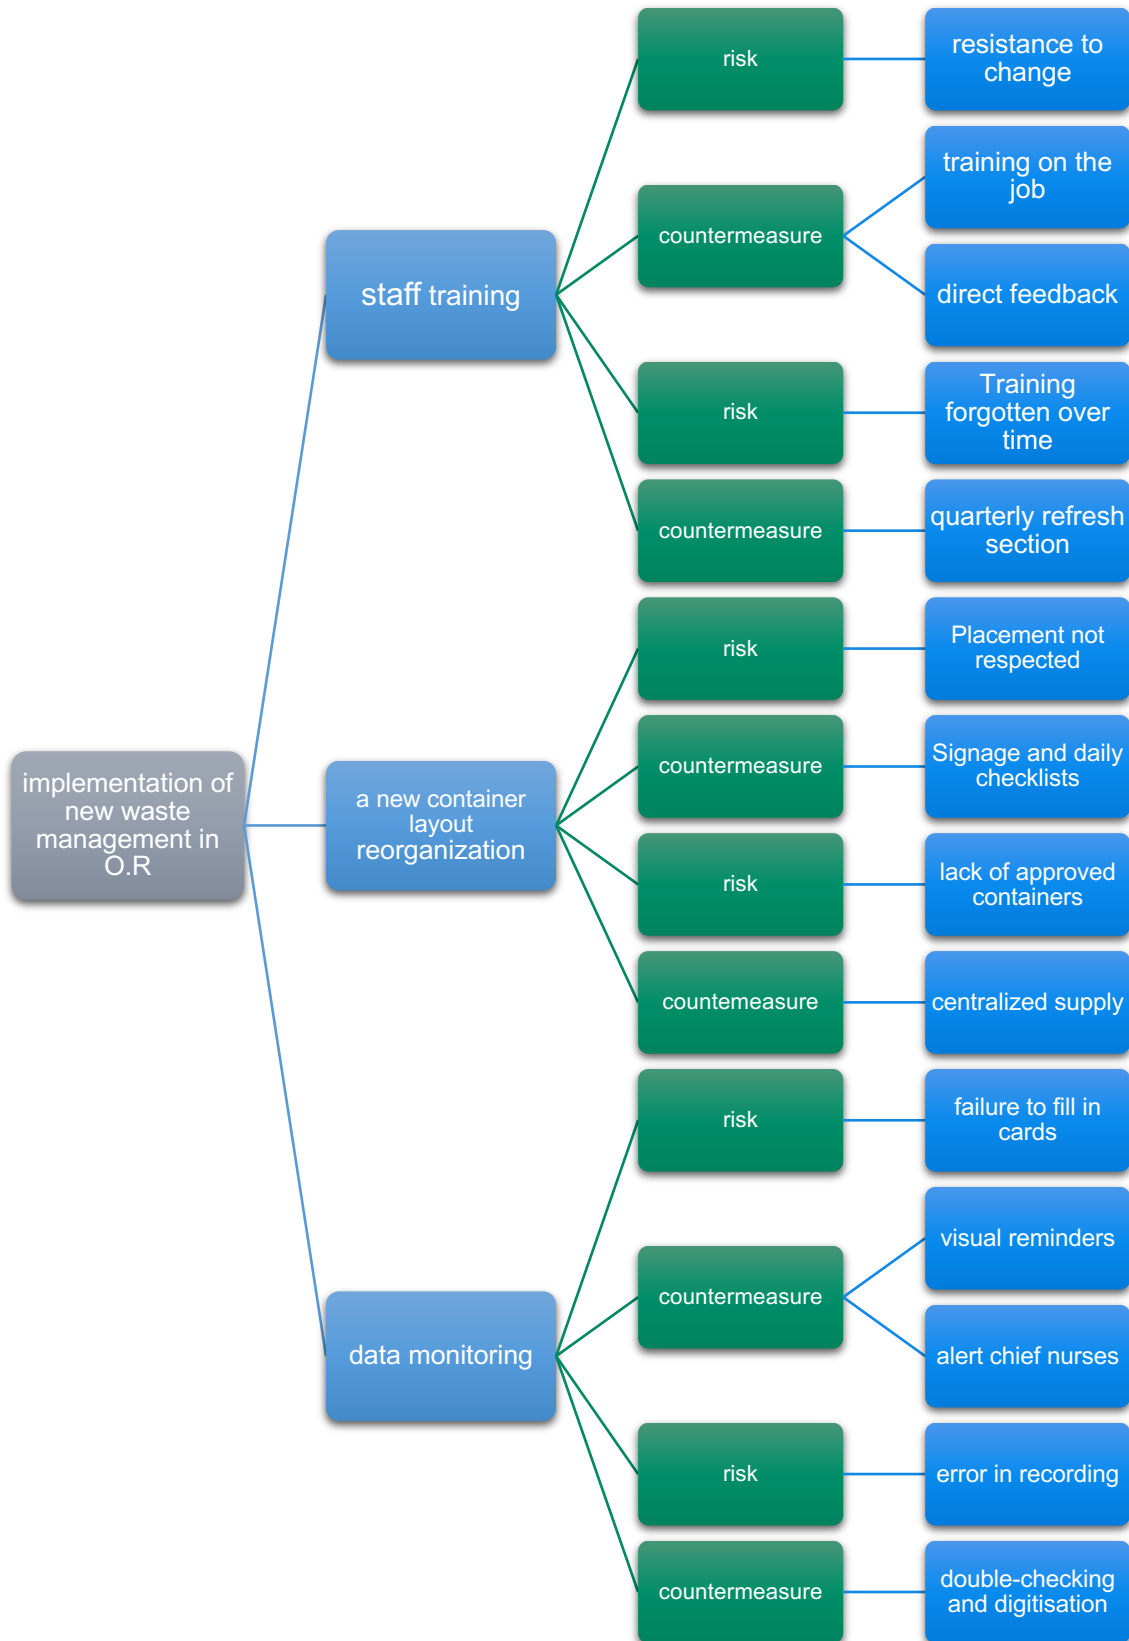 risk
resistance to
change
training on the
job
countermeasure
direct feedback
staff training
risk
Training
forgotten over
time
countermeasure
quarterly refresh
section
risk
Placement not
respected
countermeasure
Signage and daily
checklists
implementation of
new waste
management in
O.R
a new container
layout
reorganization
risk
lack of approved
containers
countemeasure
centralized supply
risk
failure to fill in
cards
visual reminders
countermeasure
alert chief nurses
data monitoring
risk
error in recording
countermeasure
double-checking
and digitisation